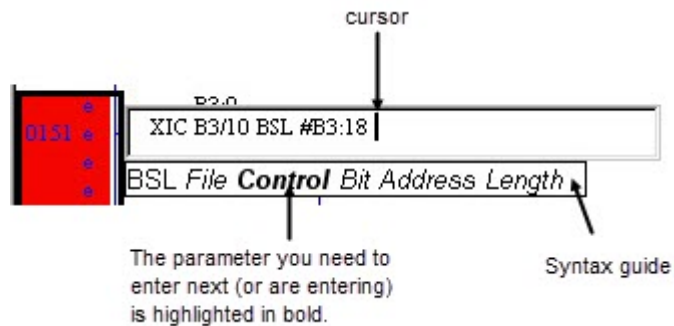 cursor
B3:0
e
XIC B3/10 BSL #B3:18
0151 e
e
BSL File Control Bit Address Length
e
The parameter you need to
enter next (or are entering)
is highlighted in bold.
Syntax guide